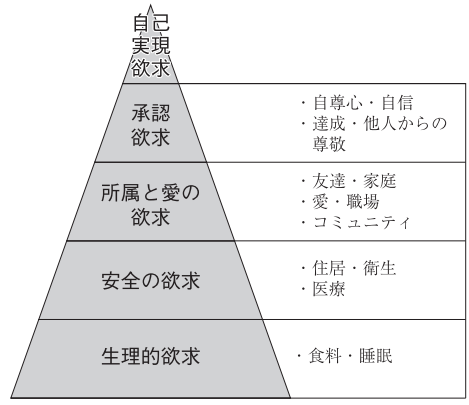 自己
実現
欲求
承認
欲求
・自尊心・自信
・達成・他人からの
尊敬
所属と愛の
欲求
・友達・家庭
・愛・職場
・コミュニティ
安全の欲求
・住居・衛生
・医療
生理的欲求
・食料・睡眠